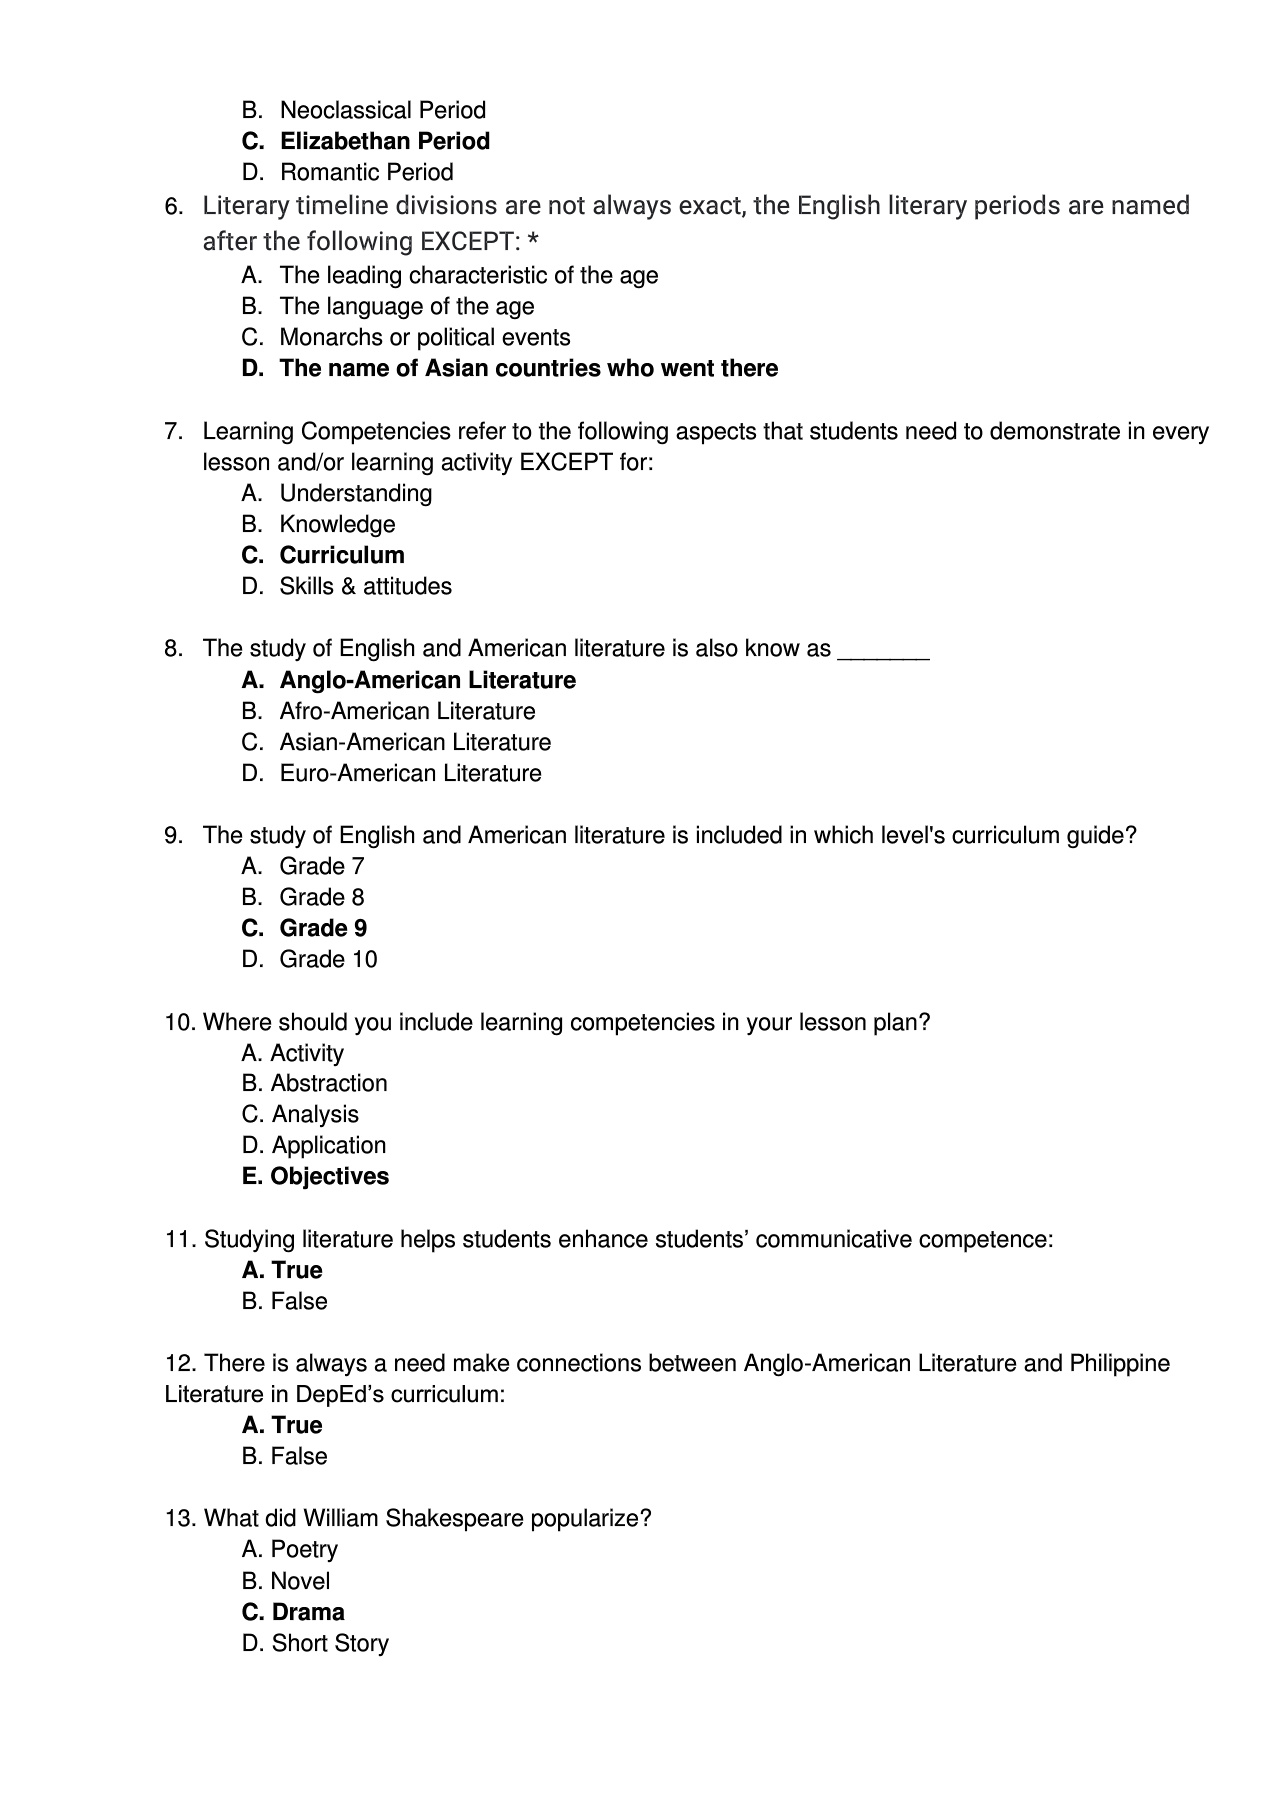 B. Neoclassical Period
C. Elizabethan Period
D. Romantic Period
6. Literary timeline divisions are not always exact, the English literary periods are named
after the following EXCEPT: *
A. The leading characteristic of the age
B. The language of the age
C. Monarchs or political events
D. The name of Asian countries who went there
7. Learning Competencies refer to the following aspects that students need to demonstrate in every
lesson and/or learning activity EXCEPT for:
A. Understanding
B. Knowledge
C. Curriculum
D. Skills & attitudes
8. The study of English and American literature is also know as _______
A. Anglo-American Literature
B. Afro-American Literature
C. Asian-American Literature
D. Euro-American Literature
9. The study of English and American literature is included in which level's curriculum guide?
A. Grade 7
B. Grade 8
C. Grade 9
D. Grade 10
10. Where should you include learning competencies in your lesson plan?
A. Activity
B. Abstraction
C. Analysis
D. Application
E. Objectives
11. Studying literature helps students enhance students’ communicative competence:
A. True
B. False
12. There is always a need make connections between Anglo-American Literature and Philippine
Literature in DepEd’s curriculum:
A. True
B. False
13. What did William Shakespeare popularize?
A. Poetry
B. Novel
C. Drama
D. Short Story